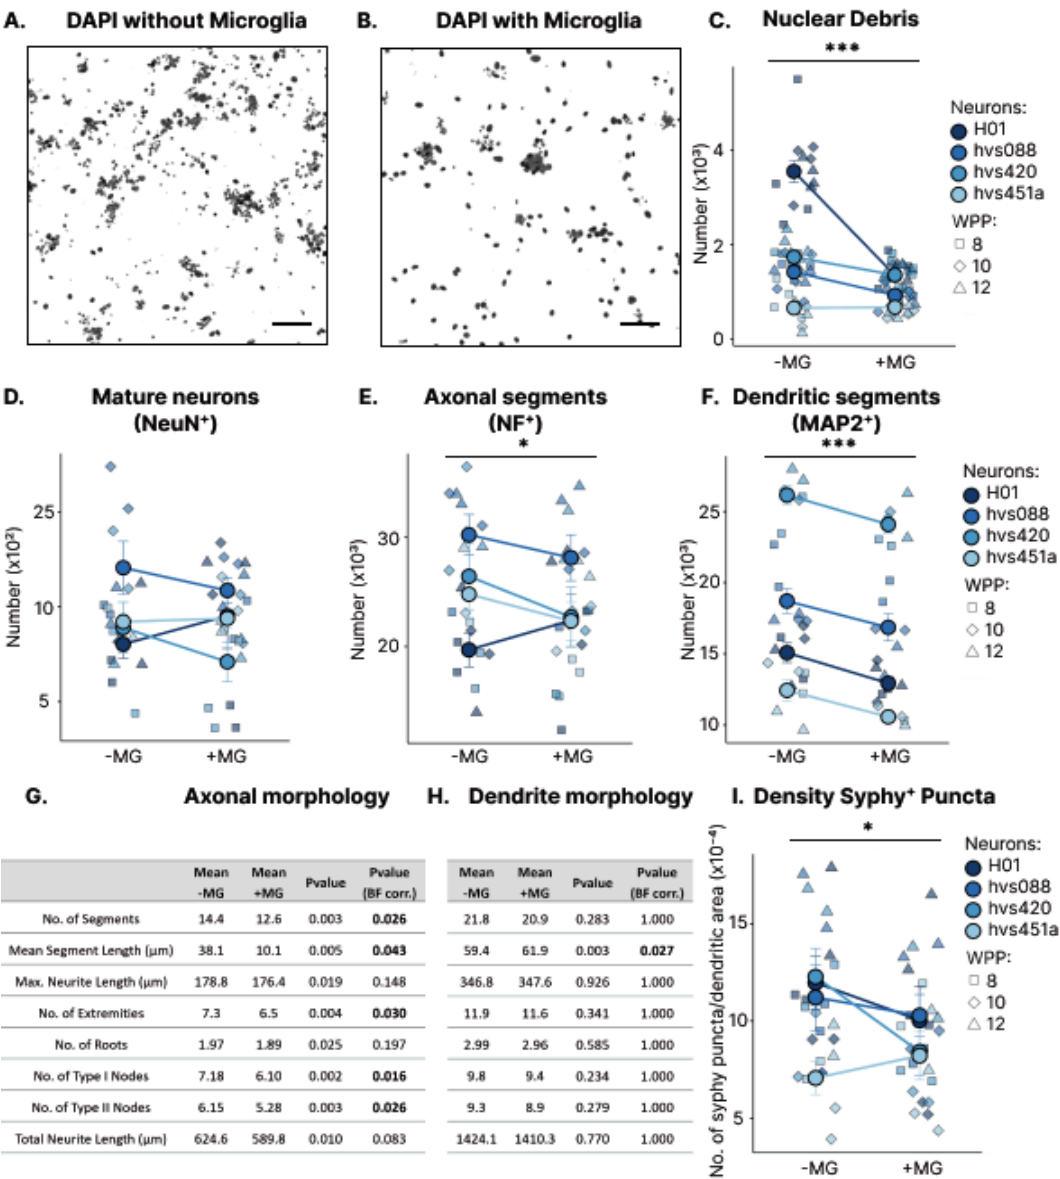 A. DAPI without Microglia
B. DAPI with Microglia
C. Nuclear Debris
***
Number (x10³)
4
2
0
-MG +MG
Neurons:
H01
hvs088
hvs420
hvs451a
WPP:
8
10
12
D. Mature neurons
(NeuN⁺)
Number (x10²)
25
10
5
-MG +MG
E. Axonal segments
(NF⁺)
*
Number (x10³)
30
20
-MG +MG
F. Dendritic segments
(MAP2⁺)
***
Number (x10³)
25
20
15
10
-MG +MG
Neurons:
H01
hvs088
hvs420
hvs451a
WPP:
8
10
12
G. Axonal morphology
Mean -MG Mean +MG Pvalue Pvalue (BF corr.)
No. of Segments 14.4 12.6 0.003 0.026
Mean Segment Length (µm) 38.1 10.1 0.005 0.043
Max. Neurite Length (µm) 178.8 176.4 0.019 0.148
No. of Extremities 7.3 6.5 0.004 0.030
No. of Roots 1.97 1.89 0.025 0.197
No. of Type I Nodes 7.18 6.10 0.002 0.016
No. of Type II Nodes 6.15 5.28 0.003 0.026
Total Neurite Length (µm) 624.6 589.8 0.010 0.083
H. Dendrite morphology
Mean -MG Mean +MG Pvalue Pvalue (BF corr.)
21.8 20.9 0.283 1.000
59.4 61.9 0.003 0.027
346.8 347.6 0.926 1.000
11.9 11.6 0.341 1.000
2.99 2.96 0.585 1.000
9.8 9.4 0.234 1.000
9.3 8.9 0.279 1.000
1424.1 1410.3 0.770 1.000
I. Density Syphy⁺ Puncta
*
No. of syphy puncta/dendritic area (x10⁻⁴)
15
10
5
-MG +MG
Neurons:
H01
hvs088
hvs420
hvs451a
WPP:
8
10
12